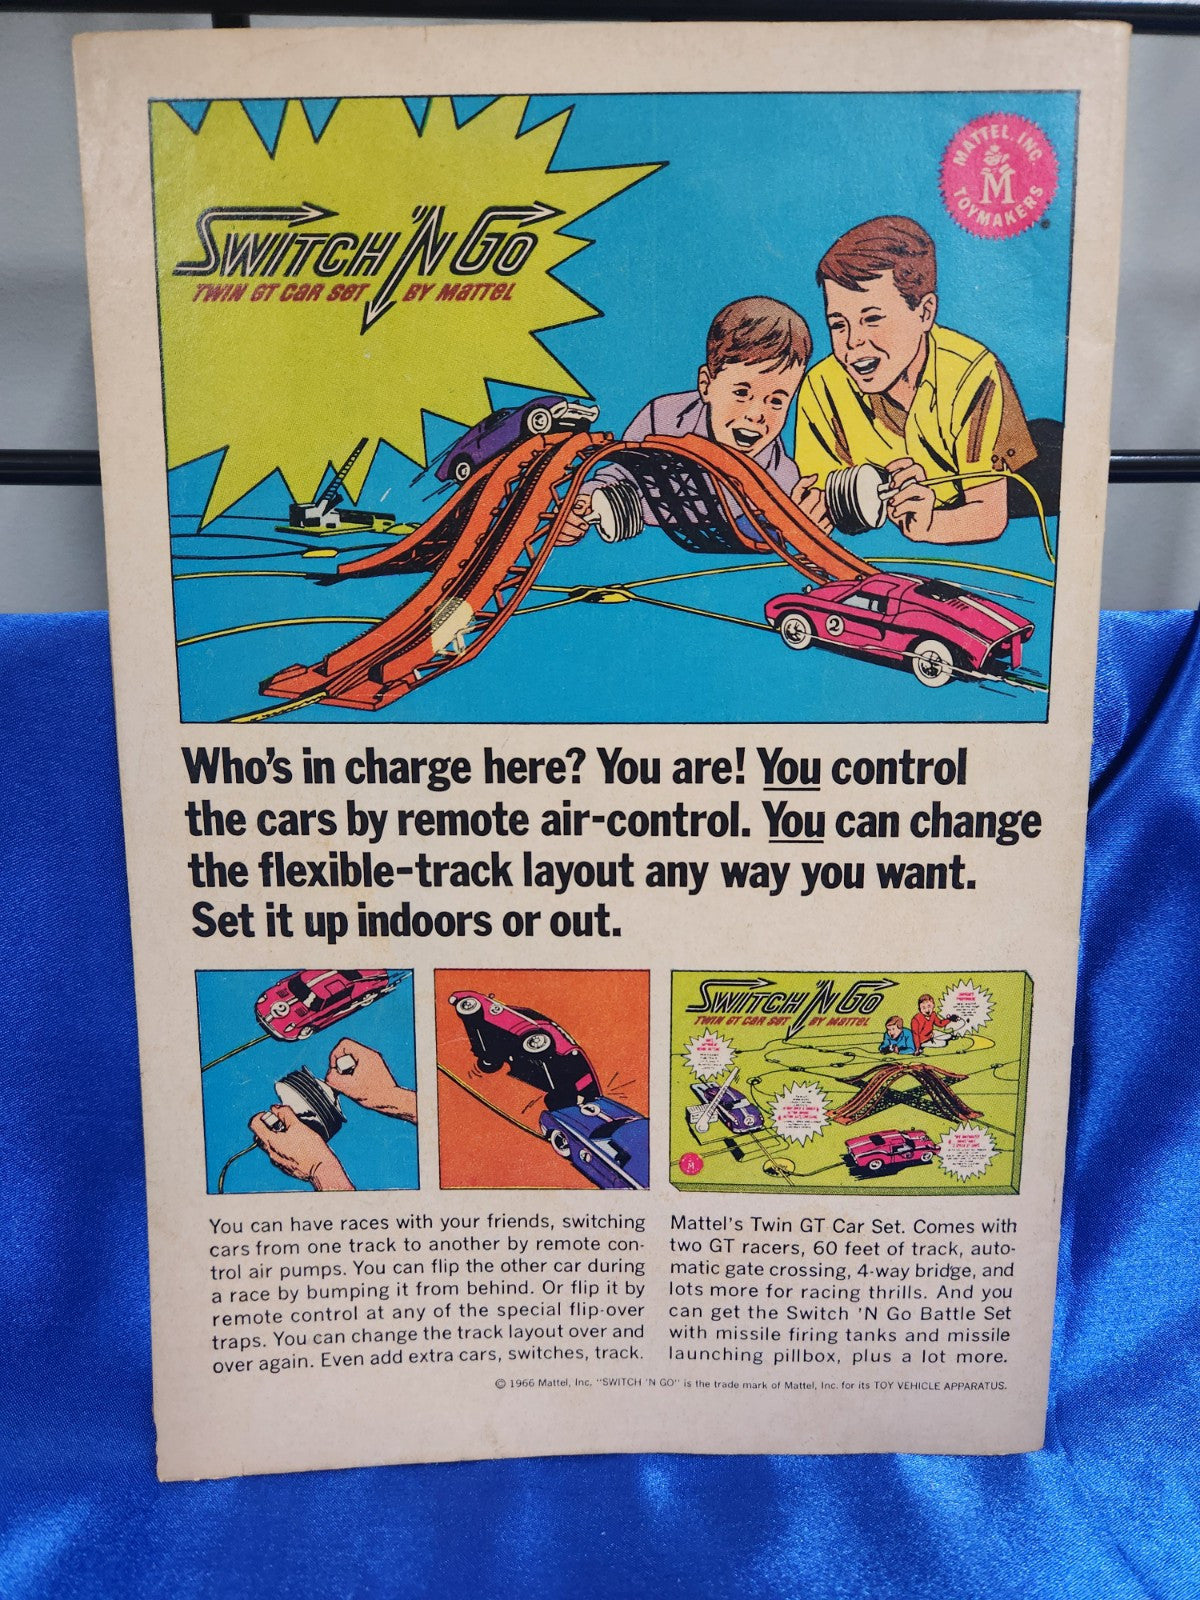 SWITCH 'N GO
TWIN GT CAR SET BY MATTEL
MATTEL, INC.
M
TOYMAKERS
2
Who's in charge here? You are! You control
the cars by remote air-control. You can change
the flexible-track layout any way you want.
Set it up indoors or out.
SWITCH 'N GO
TWIN GT CAR SET BY MATTEL
M
You can have races with your friends, switching
cars from one track to another by remote con-
trol air pumps. You can flip the other car during
a race by bumping it from behind. Or flip it by
remote control at any of the special flip-over
traps. You can change the track layout over and
over again. Even add extra cars, switches, track.
Mattel's Twin GT Car Set. Comes with
two GT racers, 60 feet of track, auto-
matic gate crossing, 4-way bridge, and
lots more for racing thrills. And you
can get the Switch 'N Go Battle Set
with missile firing tanks and missile
launching pillbox, plus a lot more.
© 1966 Mattel, Inc. "SWITCH 'N GO" is the trade mark of Mattel, Inc. for its TOY VEHICLE APPARATUS.